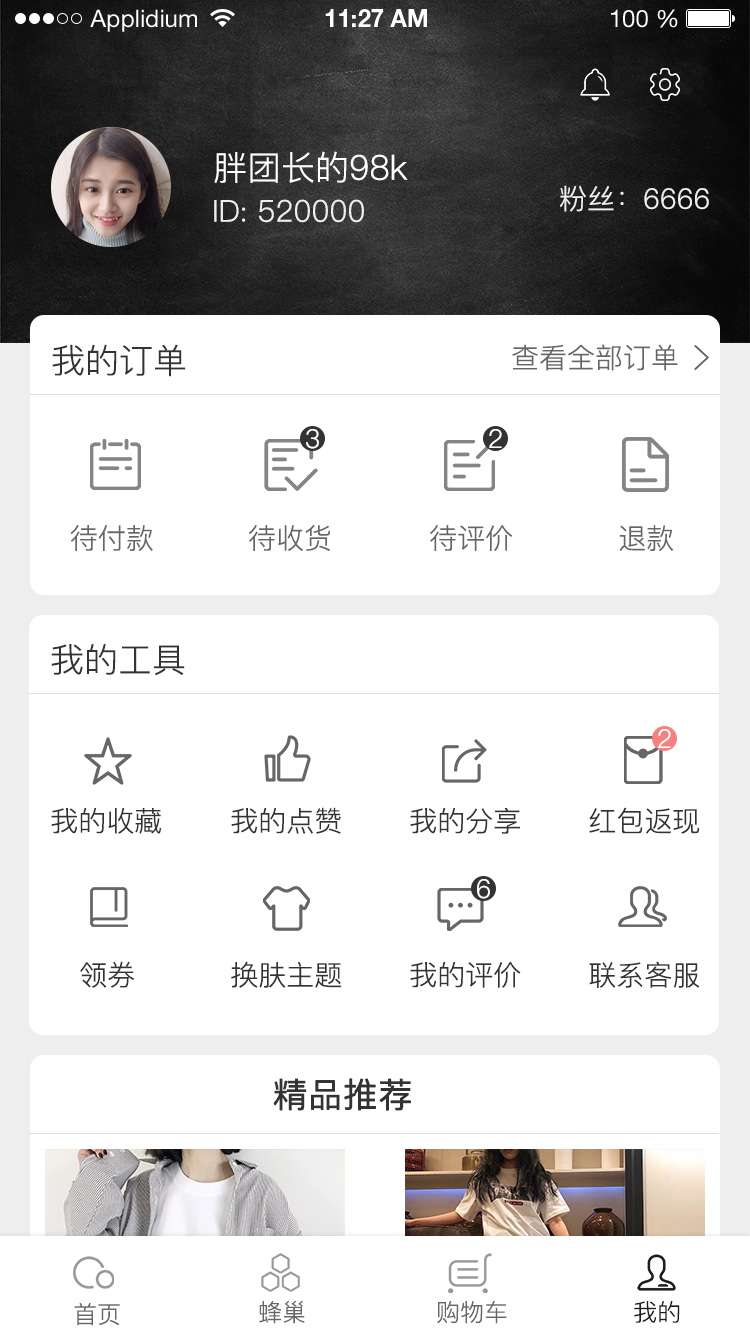 Applidium 11:27 AM 100 %
胖团长的98k
ID: 520000
粉丝：6666
我的订单 查看全部订单
3 2
待付款 待收货 待评价 退款
我的工具
2
我的收藏 我的点赞 我的分享 红包返现
6
领券 换肤主题 我的评价 联系客服
精品推荐
首页 蜂巢 购物车 我的